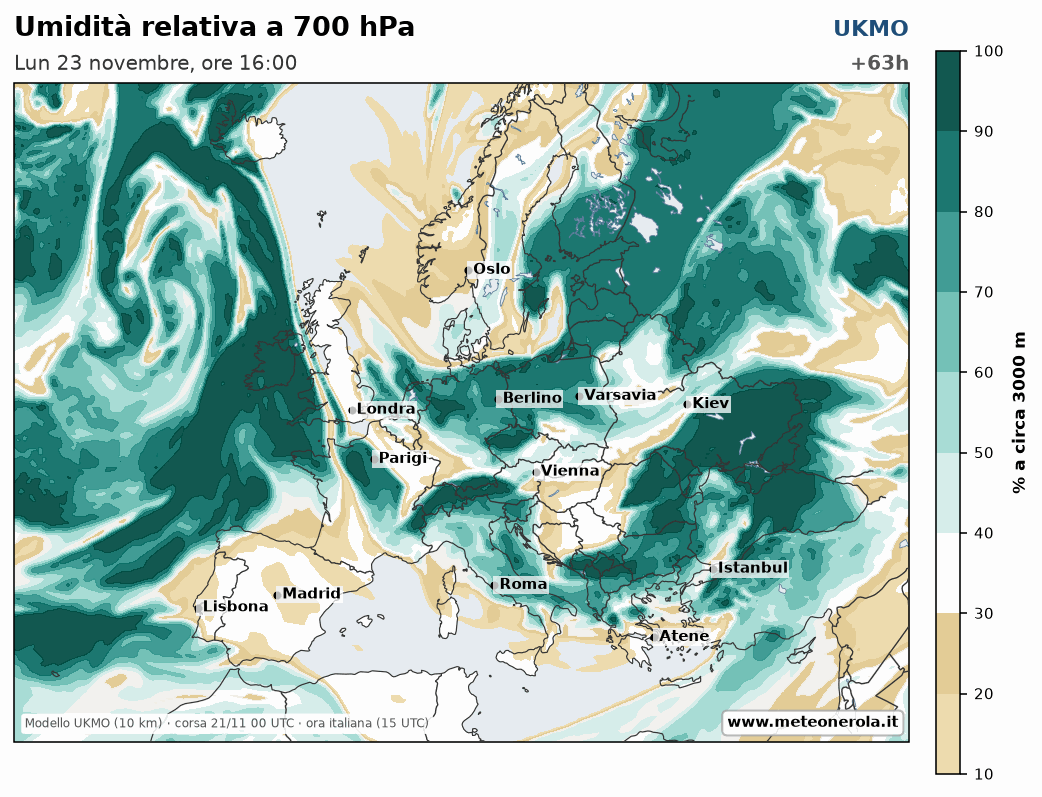 Umidità relativa a 700 hPa
UKMO
Lun 23 novembre, ore 16:00
+63h
100
90
80
70
60
50
40
30
20
10
% a circa 3000 m
Oslo
Londra
Berlino
Varsavia
Kiev
Parigi
Vienna
Istanbul
Roma
Madrid
Lisbona
Atene
Modello UKMO (10 km) · corsa 21/11 00 UTC · ora italiana (15 UTC)
www.meteonerola.it